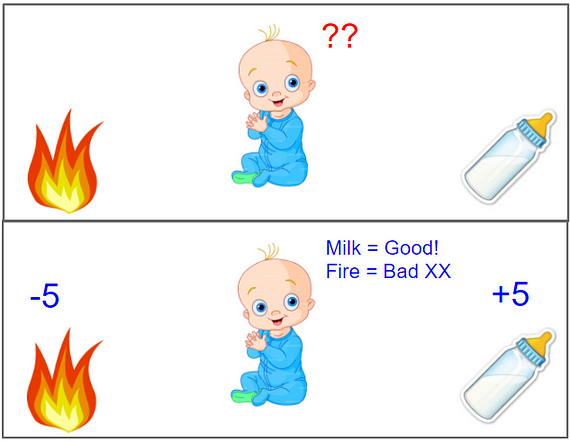 ??
Milk = Good!
Fire = Bad XX
-5
+5